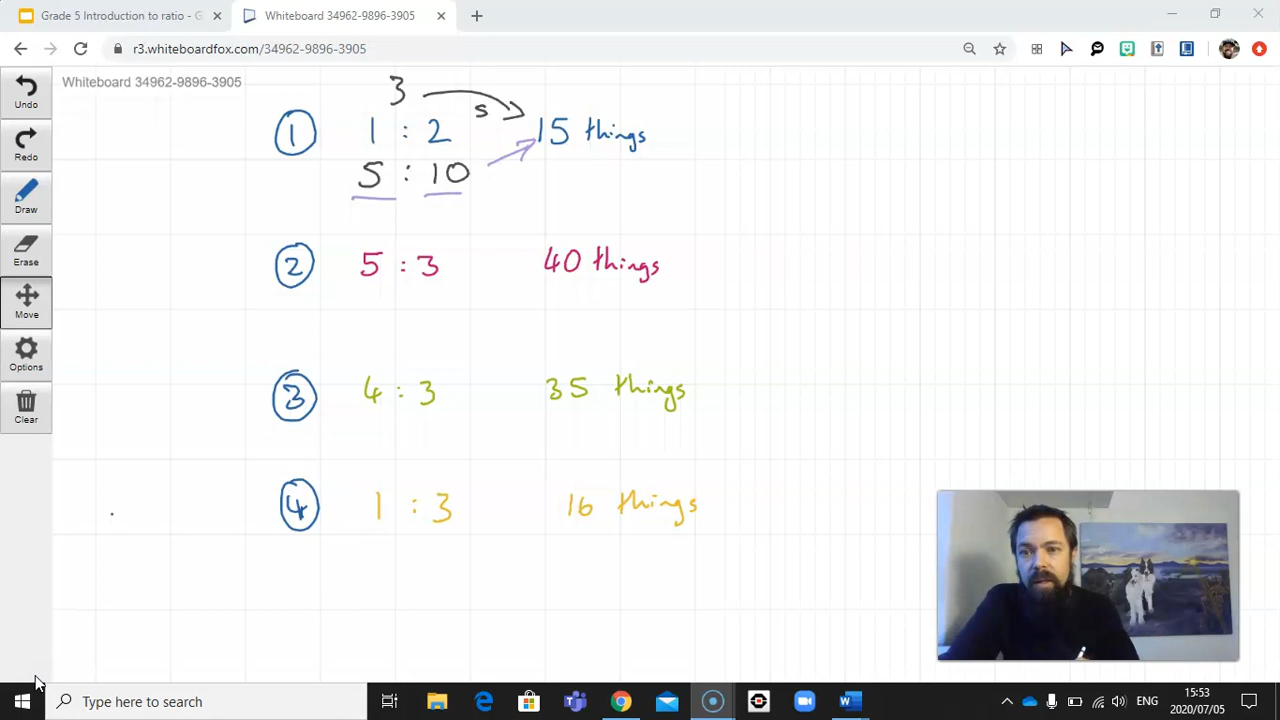 Grade 5 Introduction to ratio - G
Whiteboard 34962-9896-3905
r3.whiteboardfox.com/34962-9896-3905
Undo
Redo
Draw
Erase
Move
Options
Clear
Whiteboard 34962-9896-3905
3
5
1 1 : 2 15 things
5 : 10
2 5 : 3 40 things
3 4 : 3 35 things
4 1 : 3 16 things
Type here to search
ENG
15:53
2020/07/05